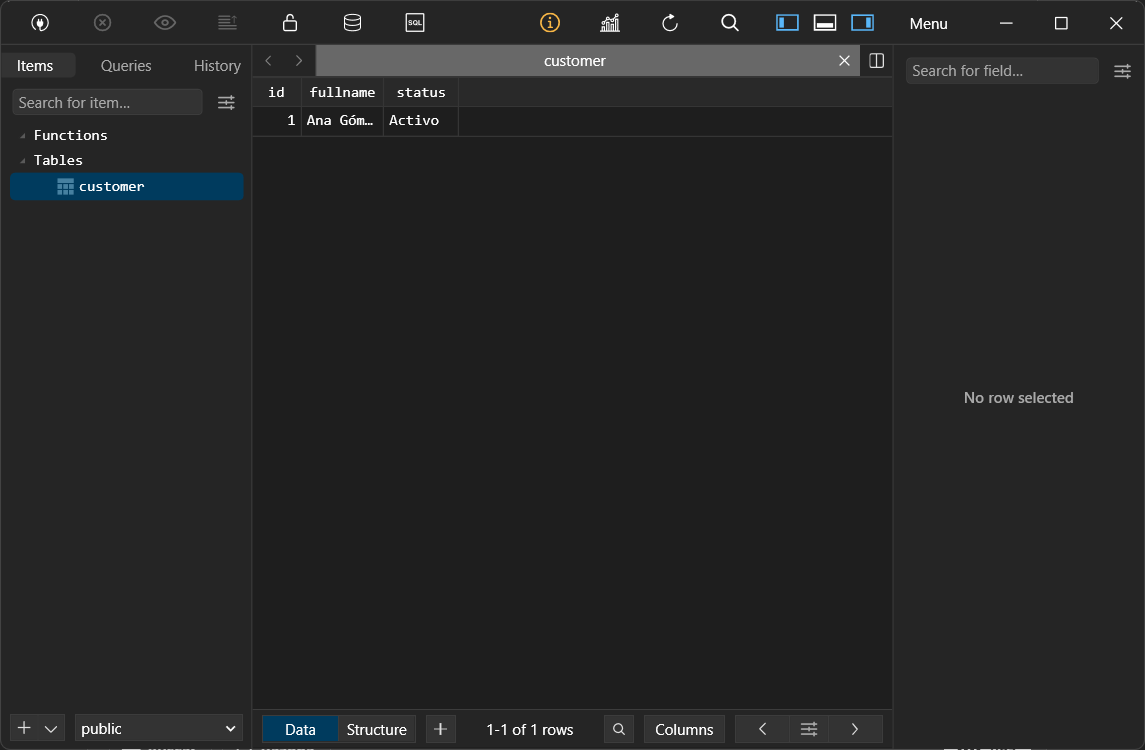 SQL
Menu
Items Queries History
customer
Search for item...
Search for field...
Functions
Tables
customer
id fullname status
1 Ana Góm… Activo
No row selected
public
Data Structure
1-1 of 1 rows
Columns